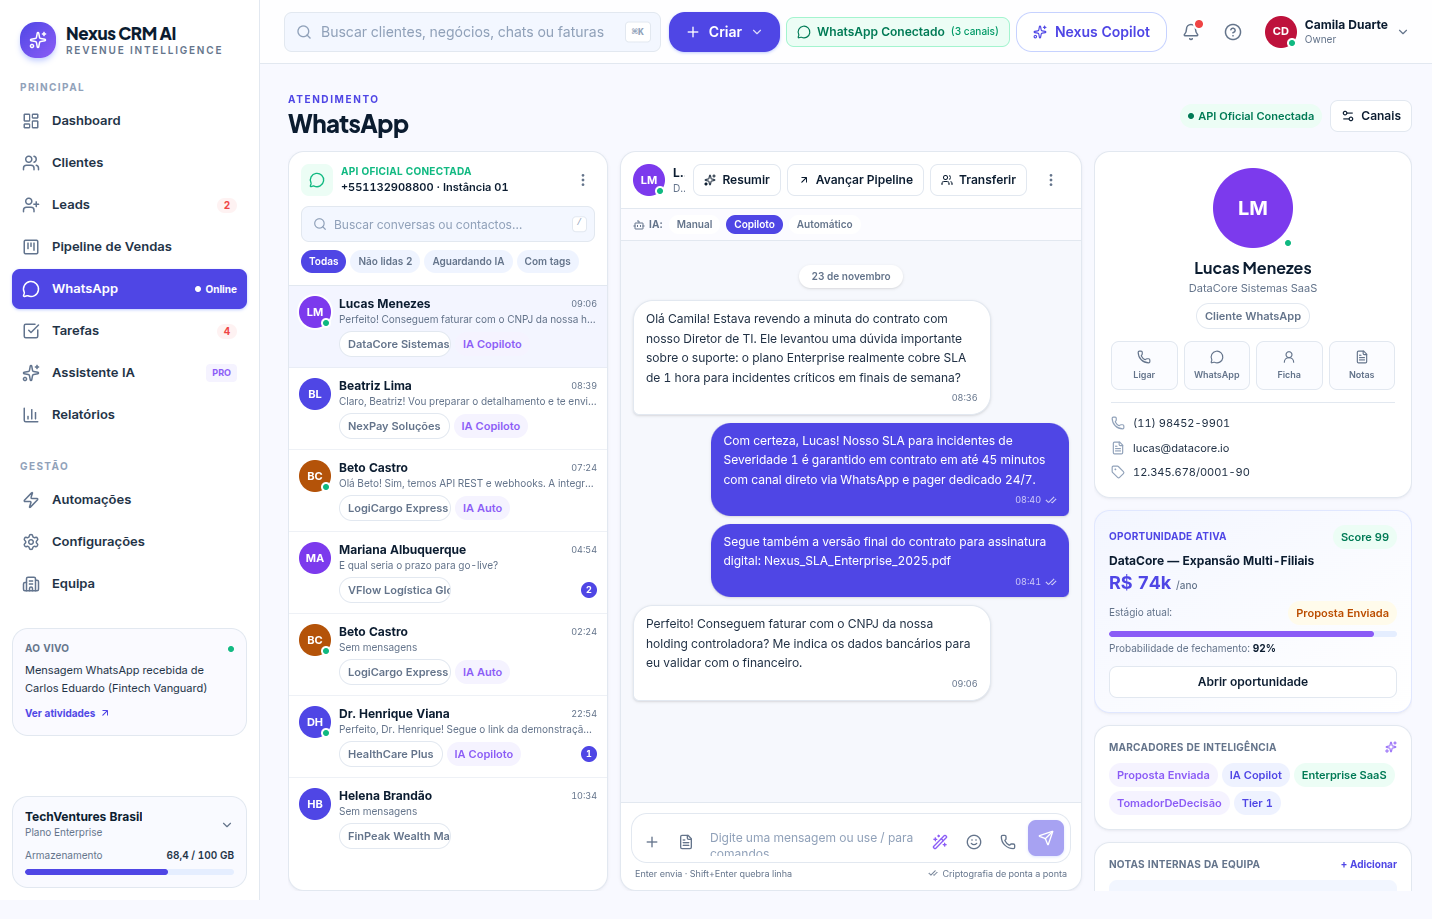 Nexus CRM AI
REVENUE INTELLIGENCE
PRINCIPAL
Dashboard
Clientes
Leads 2
Pipeline de Vendas
WhatsApp Online
Tarefas 4
Assistente IA PRO
Relatórios
GESTÃO
Automações
Configurações
Equipa
AO VIVO
Mensagem WhatsApp recebida de
Carlos Eduardo (Fintech Vanguard)
Ver atividades
TechVentures Brasil
Plano Enterprise
Armazenamento 68,4 / 100 GB
Buscar clientes, negócios, chats ou faturas ⌘K
Criar
WhatsApp Conectado (3 canais)
Nexus Copilot
CD
Camila Duarte
Owner
ATENDIMENTO
WhatsApp
API Oficial Conectada
Canais
API OFICIAL CONECTADA
+551132908800 · Instância 01
Buscar conversas ou contactos... /
Todas Não lidas 2 Aguardando IA Com tags
LM Lucas Menezes 09:06
Perfeito! Conseguem faturar com o CNPJ da nossa h...
DataCore Sistemas IA Copiloto
BL Beatriz Lima 08:39
Claro, Beatriz! Vou preparar o detalhamento e te envi...
NexPay Soluções IA Copiloto
BC Beto Castro 07:24
Olá Beto! Sim, temos API REST e webhooks. A integr...
LogiCargo Express IA Auto
MA Mariana Albuquerque 04:54
E qual seria o prazo para go-live?
VFlow Logística Glo 2
BC Beto Castro 02:24
Sem mensagens
LogiCargo Express IA Auto
DH Dr. Henrique Viana 22:54
Perfeito, Dr. Henrique! Segue o link da demonstraçã...
HealthCare Plus IA Copiloto 1
HB Helena Brandão 10:34
Sem mensagens
FinPeak Wealth Ma
LM L.
D..
Resumir Avançar Pipeline Transferir
IA: Manual Copiloto Automático
23 de novembro
Olá Camila! Estava revendo a minuta do contrato com
nosso Diretor de TI. Ele levantou uma dúvida importante
sobre o suporte: o plano Enterprise realmente cobre SLA
de 1 hora para incidentes críticos em finais de semana?
08:36
Com certeza, Lucas! Nosso SLA para incidentes de
Severidade 1 é garantido em contrato em até 45 minutos
com canal direto via WhatsApp e pager dedicado 24/7.
08:40
Segue também a versão final do contrato para assinatura
digital: Nexus_SLA_Enterprise_2025.pdf
08:41
Perfeito! Conseguem faturar com o CNPJ da nossa
holding controladora? Me indica os dados bancários para
eu validar com o financeiro.
09:06
Digite uma mensagem ou use / para
comandos
Enter envia · Shift+Enter quebra linha
Criptografia de ponta a ponta
LM
Lucas Menezes
DataCore Sistemas SaaS
Cliente WhatsApp
Ligar WhatsApp Ficha Notas
(11) 98452-9901
lucas@datacore.io
12.345.678/0001-90
OPORTUNIDADE ATIVA Score 99
DataCore — Expansão Multi-Filiais
R$ 74k /ano
Estágio atual: Proposta Enviada
Probabilidade de fechamento: 92%
Abrir oportunidade
MARCADORES DE INTELIGÊNCIA
Proposta Enviada IA Copilot Enterprise SaaS
TomadorDeDecisão Tier 1
NOTAS INTERNAS DA EQUIPA + Adicionar